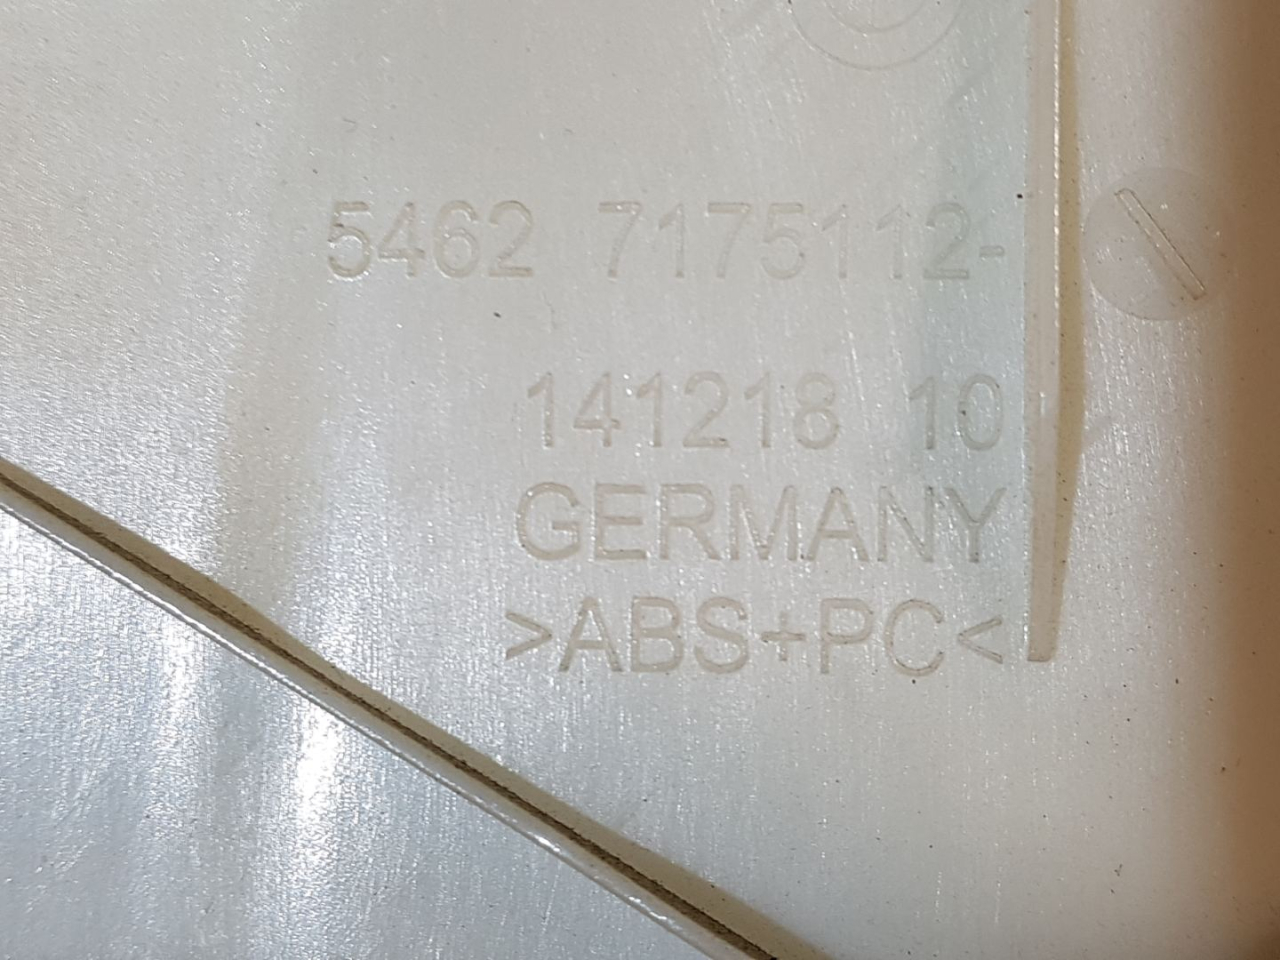 5462 7175112-
141218 10
GERMANY
>ABS+PC<